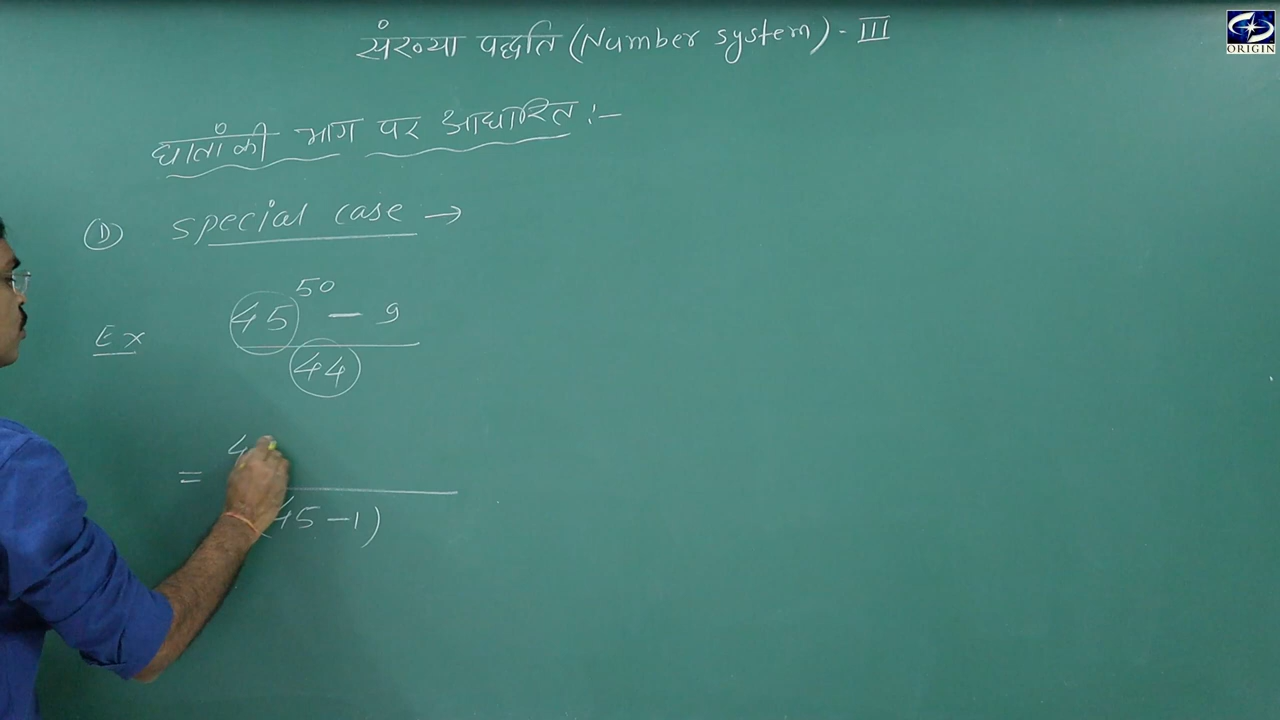 संख्या पद्धति (Number system) - III
ORIGIN
घातांकी भाग पर आधारित :-
① special case →
Ex 45^50 - 9
44
= 4
45 - 1)